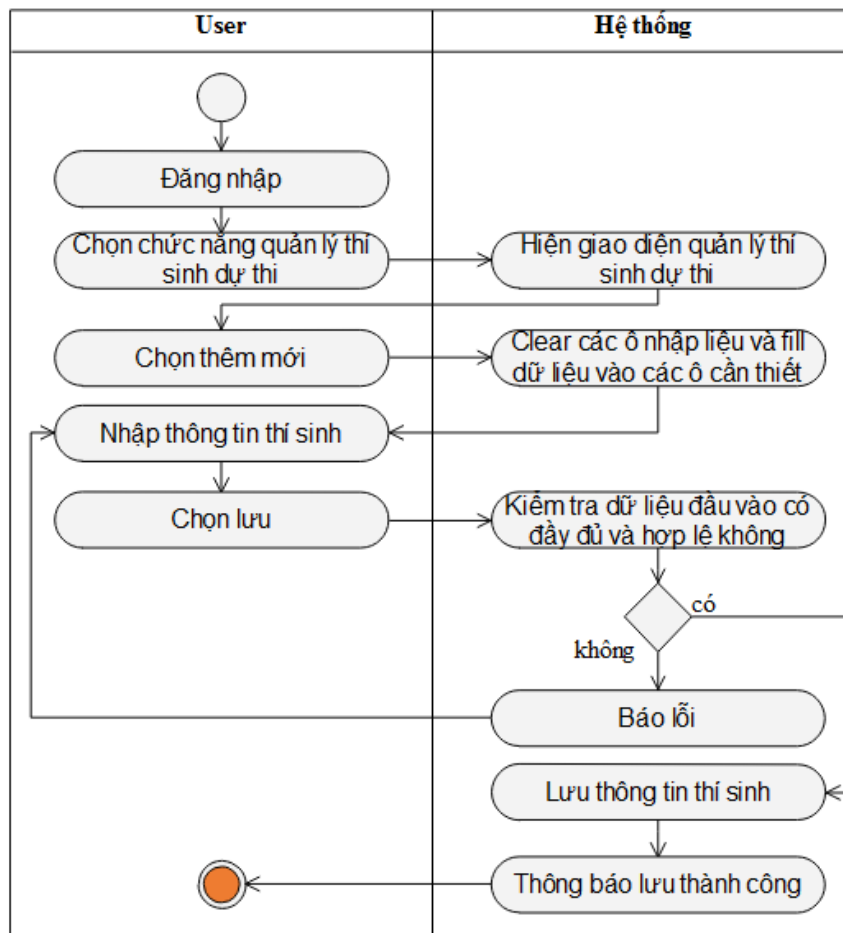 User
Hệ thống
Đăng nhập
Chọn chức năng quản lý thí
sinh dự thi
Hiện giao diện quản lý thí
sinh dự thi
Chọn thêm mới
Clear các ô nhập liệu và fill
dữ liệu vào các ô cần thiết
Nhập thông tin thí sinh
Chọn lưu
Kiểm tra dữ liệu đầu vào có
đầy đủ và hợp lệ không
có
không
Báo lỗi
Lưu thông tin thí sinh
Thông báo lưu thành công